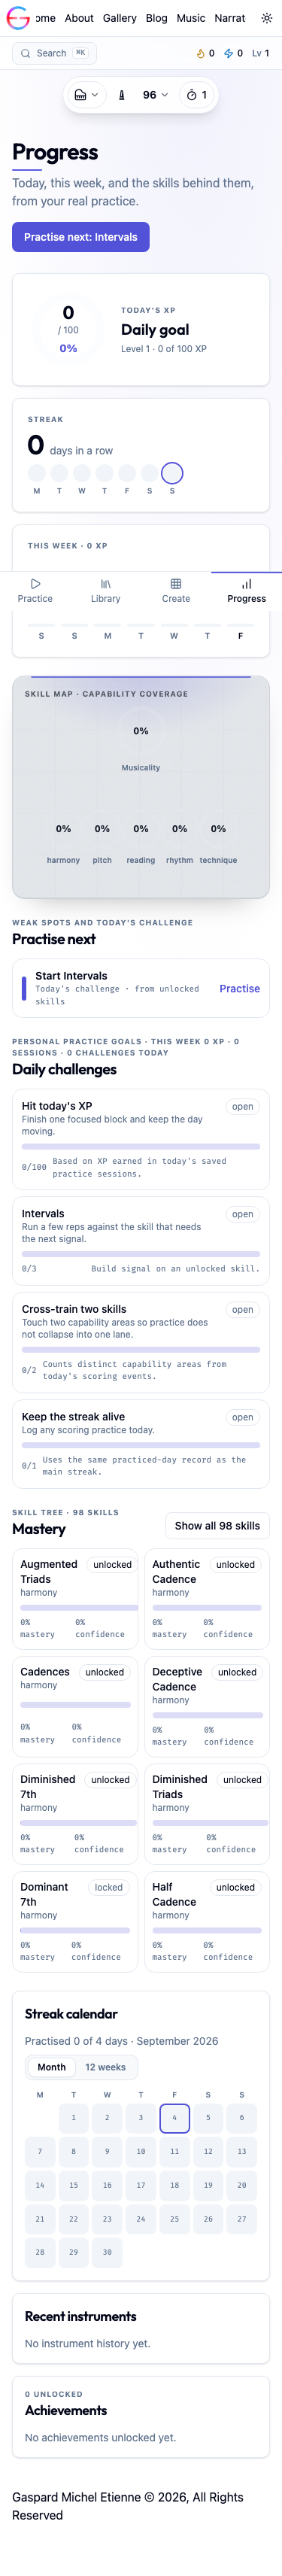 ome About Gallery Blog Music Narrat
Search ⌘K 0 0 Lv 1
96 1
Progress
Today, this week, and the skills behind them,
from your real practice.
Practise next: Intervals
0
/ 100
0%
TODAY'S XP
Daily goal
Level 1 · 0 of 100 XP
STREAK
0 days in a row
M T W T F S S
THIS WEEK · 0 XP
Practice Library Create Progress
S S M T W T F
SKILL MAP · CAPABILITY COVERAGE
0%
Musicality
0% 0% 0% 0% 0%
harmony pitch reading rhythm technique
WEAK SPOTS AND TODAY'S CHALLENGE
Practise next
Start Intervals
Today's challenge · from unlocked
skills
Practise
PERSONAL PRACTICE GOALS · THIS WEEK 0 XP · 0
SESSIONS · 0 CHALLENGES TODAY
Daily challenges
Hit today's XP open
Finish one focused block and keep the day
moving.
0/100 Based on XP earned in today's saved
practice sessions.
Intervals open
Run a few reps against the skill that needs
the next signal.
0/3 Build signal on an unlocked skill.
Cross-train two skills open
Touch two capability areas so practice does
not collapse into one lane.
0/2 Counts distinct capability areas from
today's scoring events.
Keep the streak alive open
Log any scoring practice today.
0/1 Uses the same practiced-day record as the
main streak.
SKILL TREE · 98 SKILLS
Mastery
Show all 98 skills
Augmented
Triads
unlocked
harmony
0%
mastery
0%
confidence
Authentic
Cadence
unlocked
harmony
0%
mastery
0%
confidence
Cadences unlocked
harmony
0%
mastery
0%
confidence
Deceptive
Cadence
unlocked
harmony
0%
mastery
0%
confidence
Diminished
7th
unlocked
harmony
0%
mastery
0%
confidence
Diminished
Triads
unlocked
harmony
0%
mastery
0%
confidence
Dominant
7th
locked
harmony
0%
mastery
0%
confidence
Half
Cadence
unlocked
harmony
0%
mastery
0%
confidence
Streak calendar
Practised 0 of 4 days · September 2026
Month 12 weeks
M T W T F S S
1 2 3 4 5 6
7 8 9 10 11 12 13
14 15 16 17 18 19 20
21 22 23 24 25 26 27
28 29 30
Recent instruments
No instrument history yet.
0 UNLOCKED
Achievements
No achievements unlocked yet.
Gaspard Michel Etienne © 2026, All Rights
Reserved